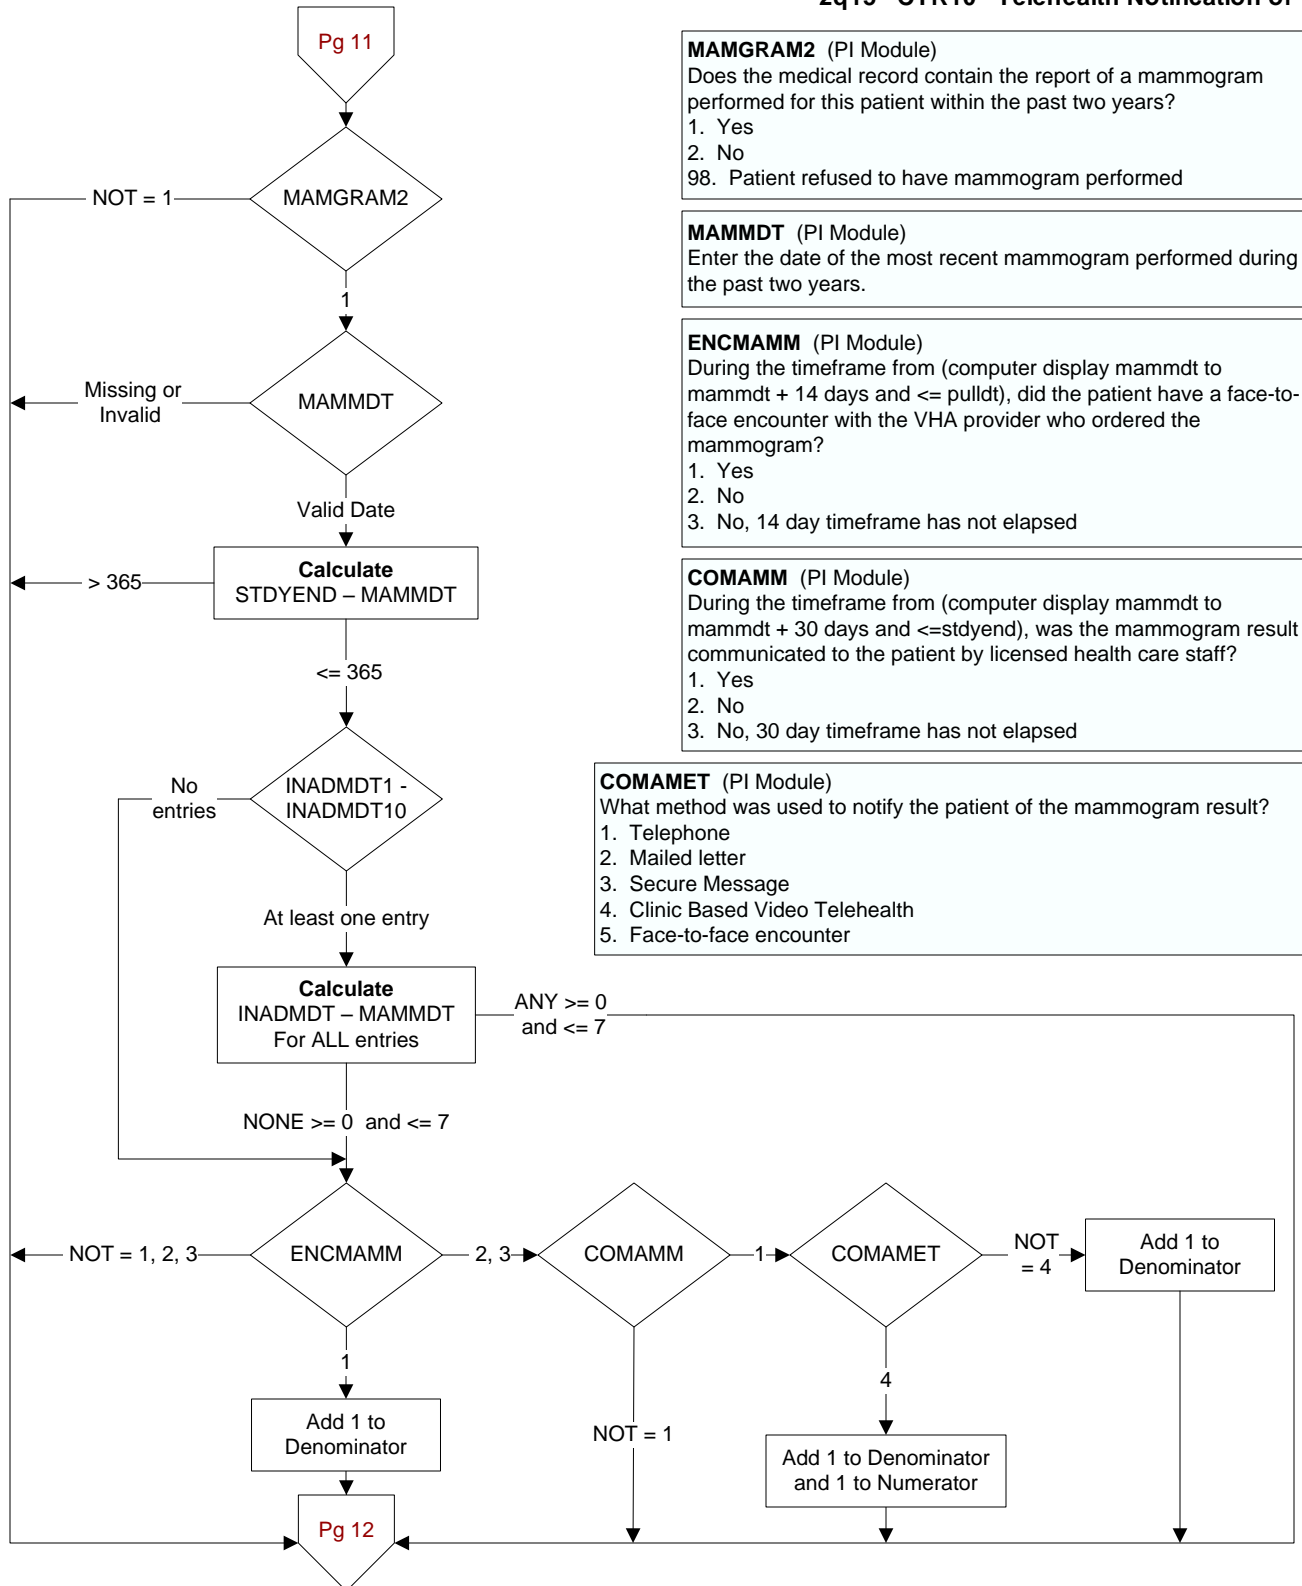 2q15 - CTR10 - Telehealth Notification of
Pg 11
MAMGRAM2 (PI Module)
Does the medical record contain the report of a mammogram
performed for this patient within the past two years?
1. Yes
2. No
98. Patient refused to have mammogram performed
NOT = 1
MAMGRAM2
1
MAMMDT (PI Module)
Enter the date of the most recent mammogram performed during
the past two years.
Missing or
Invalid
MAMMDT
Valid Date
ENCMAMM (PI Module)
During the timeframe from (computer display mammdt to
mammdt + 14 days and <= pulldt), did the patient have a face-to-
face encounter with the VHA provider who ordered the
mammogram?
1. Yes
2. No
3. No, 14 day timeframe has not elapsed
> 365
Calculate
STDYEND – MAMMDT
<= 365
COMAMM (PI Module)
During the timeframe from (computer display mammdt to
mammdt + 30 days and <=stdyend), was the mammogram result
communicated to the patient by licensed health care staff?
1. Yes
2. No
3. No, 30 day timeframe has not elapsed
No
entries
INADMDT1 -
INADMDT10
At least one entry
COMAMET (PI Module)
What method was used to notify the patient of the mammogram result?
1. Telephone
2. Mailed letter
3. Secure Message
4. Clinic Based Video Telehealth
5. Face-to-face encounter
Calculate
INADMDT – MAMMDT
For ALL entries
ANY >= 0
and <= 7
NONE >= 0 and <= 7
NOT = 1, 2, 3
ENCMAMM
2, 3
COMAMM
1
COMAMET
NOT
= 4
Add 1 to
Denominator
1
4
Add 1 to
Denominator
NOT = 1
Add 1 to Denominator
and 1 to Numerator
Pg 12